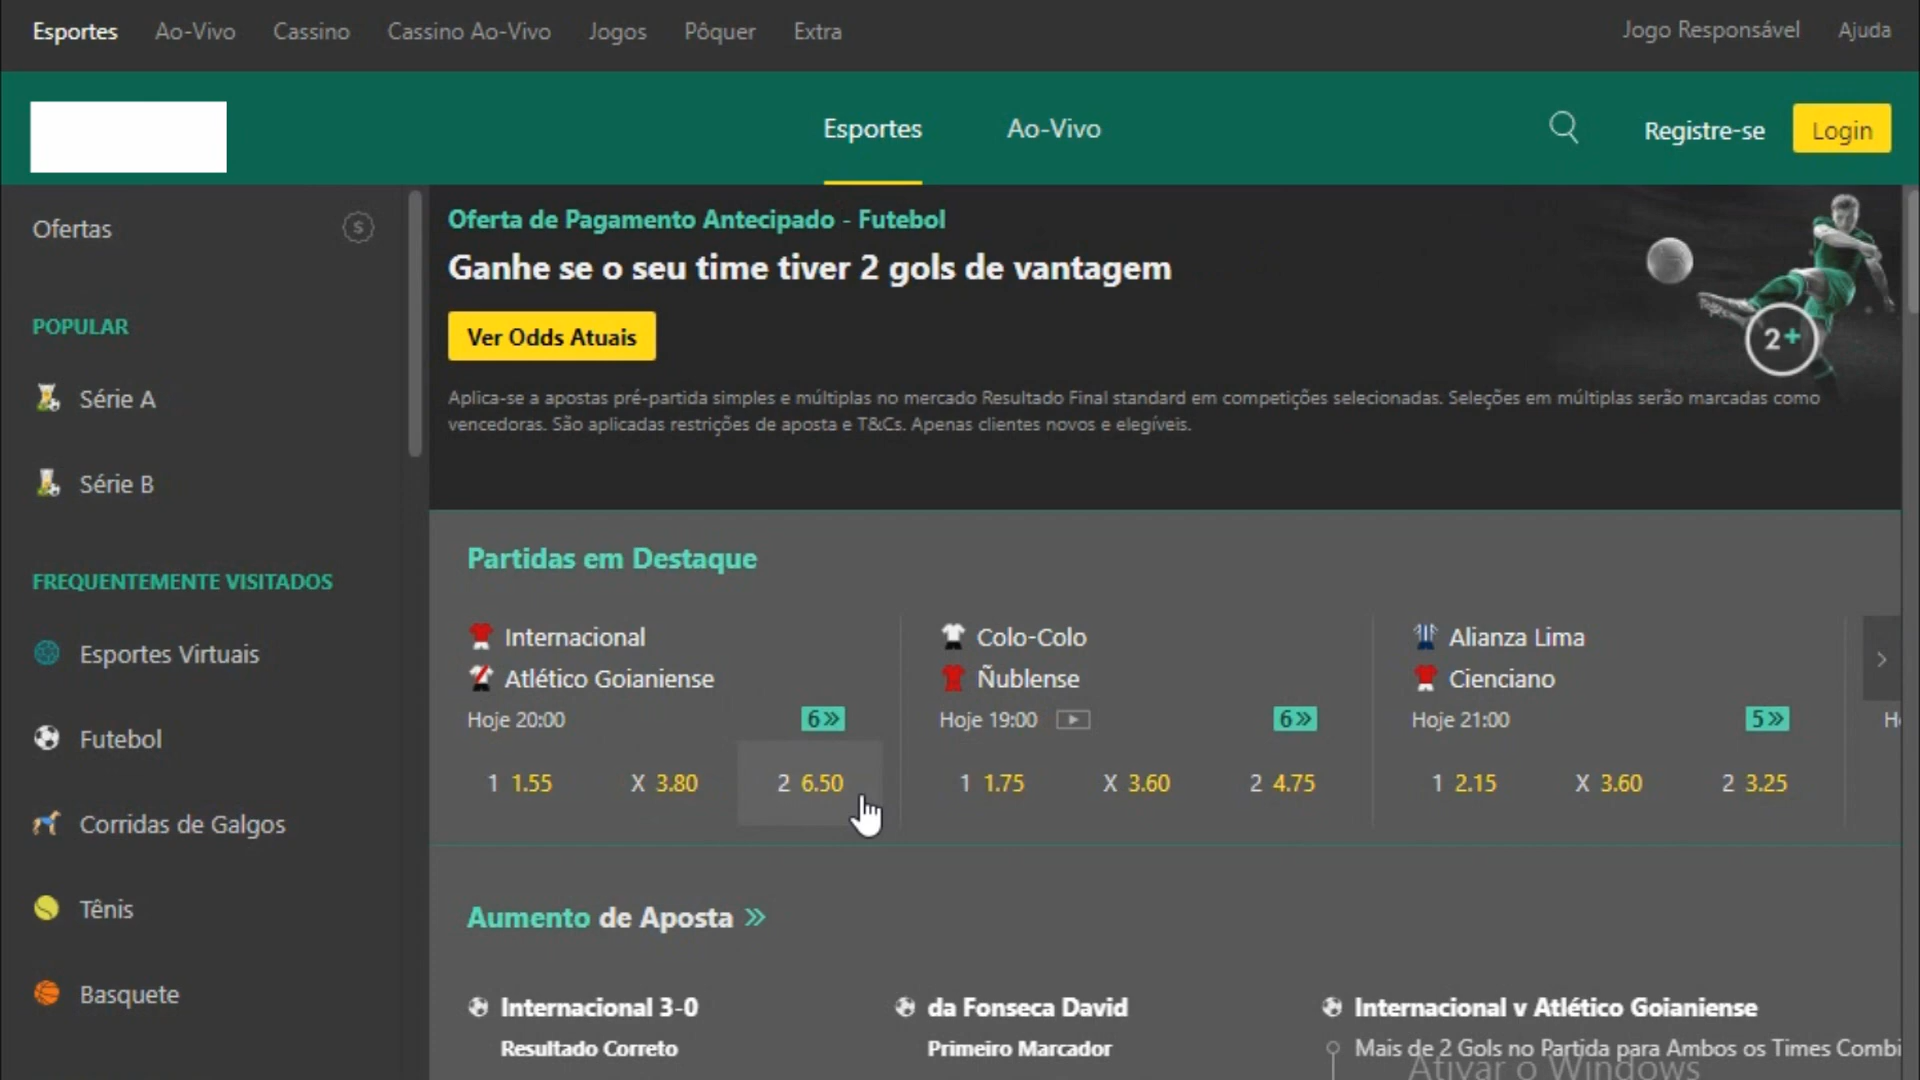 Esportes Ao-Vivo Cassino Cassino Ao-Vivo Jogos Pôquer Extra Jogo Responsável Ajuda
Esportes Ao-Vivo Registre-se Login
Ofertas
POPULAR
Série A
Série B
FREQUENTEMENTE VISITADOS
Esportes Virtuais
Futebol
Corridas de Galgos
Tênis
Basquete
Oferta de Pagamento Antecipado - Futebol
Ganhe se o seu time tiver 2 gols de vantagem
Ver Odds Atuais
2+
Aplica-se a apostas pré-partida simples e múltiplas no mercado Resultado Final standard em competições selecionadas. Seleções em múltiplas serão marcadas como
vencedoras. São aplicadas restrições de aposta e T&Cs. Apenas clientes novos e elegíveis.
Partidas em Destaque
Internacional
Atlético Goianiense
Hoje 20:00 6»
1 1.55 X 3.80 2 6.50
Colo-Colo
Ñublense
Hoje 19:00 6»
1 1.75 X 3.60 2 4.75
Alianza Lima
Cienciano
Hoje 21:00 5»
1 2.15 X 3.60 2 3.25
Aumento de Aposta »
Internacional 3-0
Resultado Correto
da Fonseca David
Primeiro Marcador
Internacional v Atlético Goianiense
Mais de 2 Gols no Partida para Ambos os Times Combi
Ativar o Windows